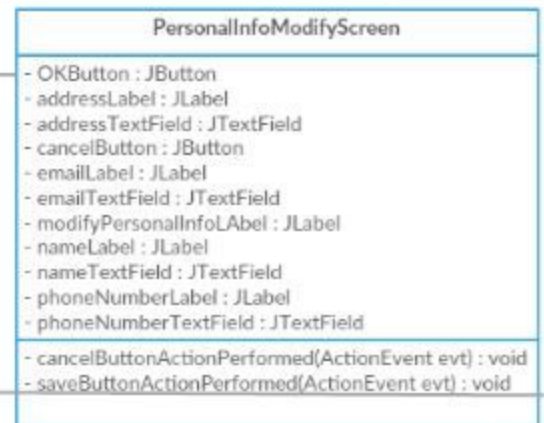 PersonalInfoModifyScreen
- OKButton : JButton
- addressLabel : JLabel
- addressTextField : JTextField
- cancelButton : JButton
- emailLabel : JLabel
- emailTextField : JTextField
- modifyPersonalInfoLAbel : JLabel
- nameLabel : JLabel
- nameTextField : JTextField
- phoneNumberLabel : JLabel
- phoneNumberTextField : JTextField
- cancelButtonActionPerformed(ActionEvent evt) : void
- saveButtonActionPerformed(ActionEvent evt) : void